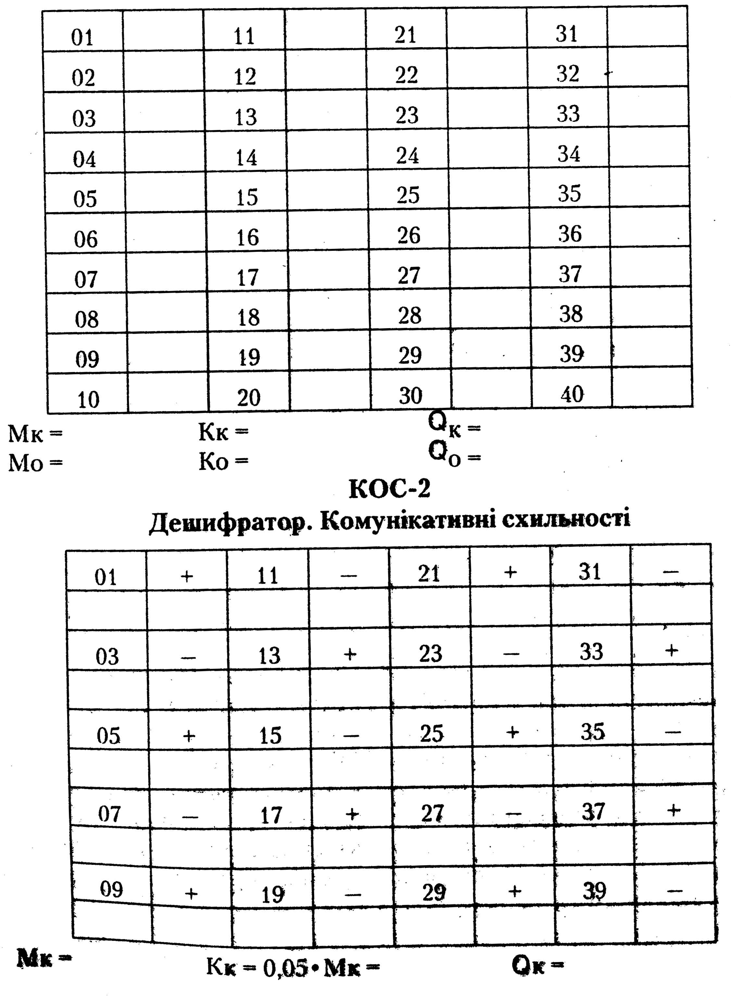 01 11 21 31
02 12 22 32
03 13 23 33
04 14 24 34
05 15 25 35
06 16 26 36
07 17 27 37
08 18 28 38
09 19 29 39
10 20 30 40
Мк = Кк = Qк =
Мо = Ко = Qо =
КОС-2
Дешифратор. Комунікативні схильності
01 + 11 – 21 + 31 –
03 – 13 + 23 – 33 +
05 + 15 – 25 + 35 –
07 – 17 + 27 – 37 +
09 + 19 – 29 + 39 –
Мк = Кк = 0,05•Мк = Qк =